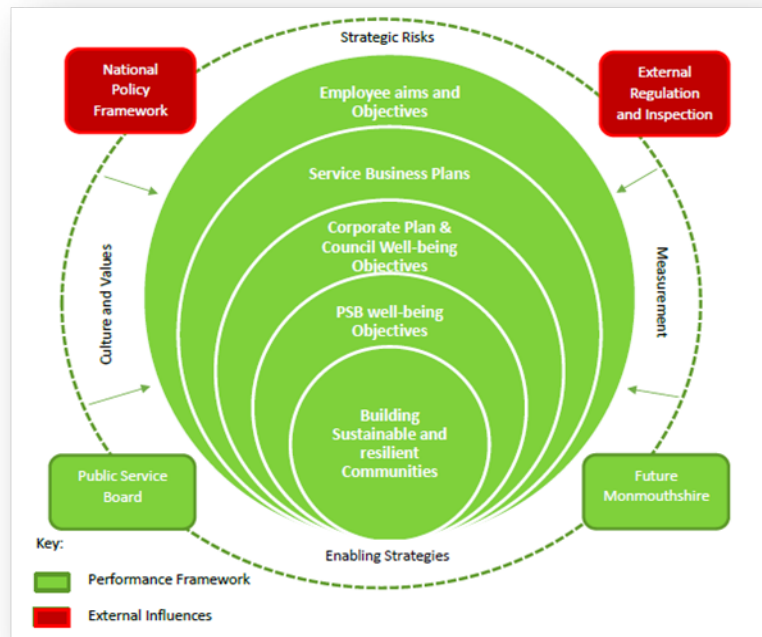 Strategic Risks
National
Policy
Framework
External
Regulation
and Inspection
Employee aims and
Objectives
Service Business Plans
Corporate Plan &
Council Well-being
Objectives
Culture and Values
Measurement
PSB well-being
Objectives
Building
Sustainable and
resilient
Communities
Public Service
Board
Future
Monmouthshire
Enabling Strategies
Key:
Performance Framework
External Influences